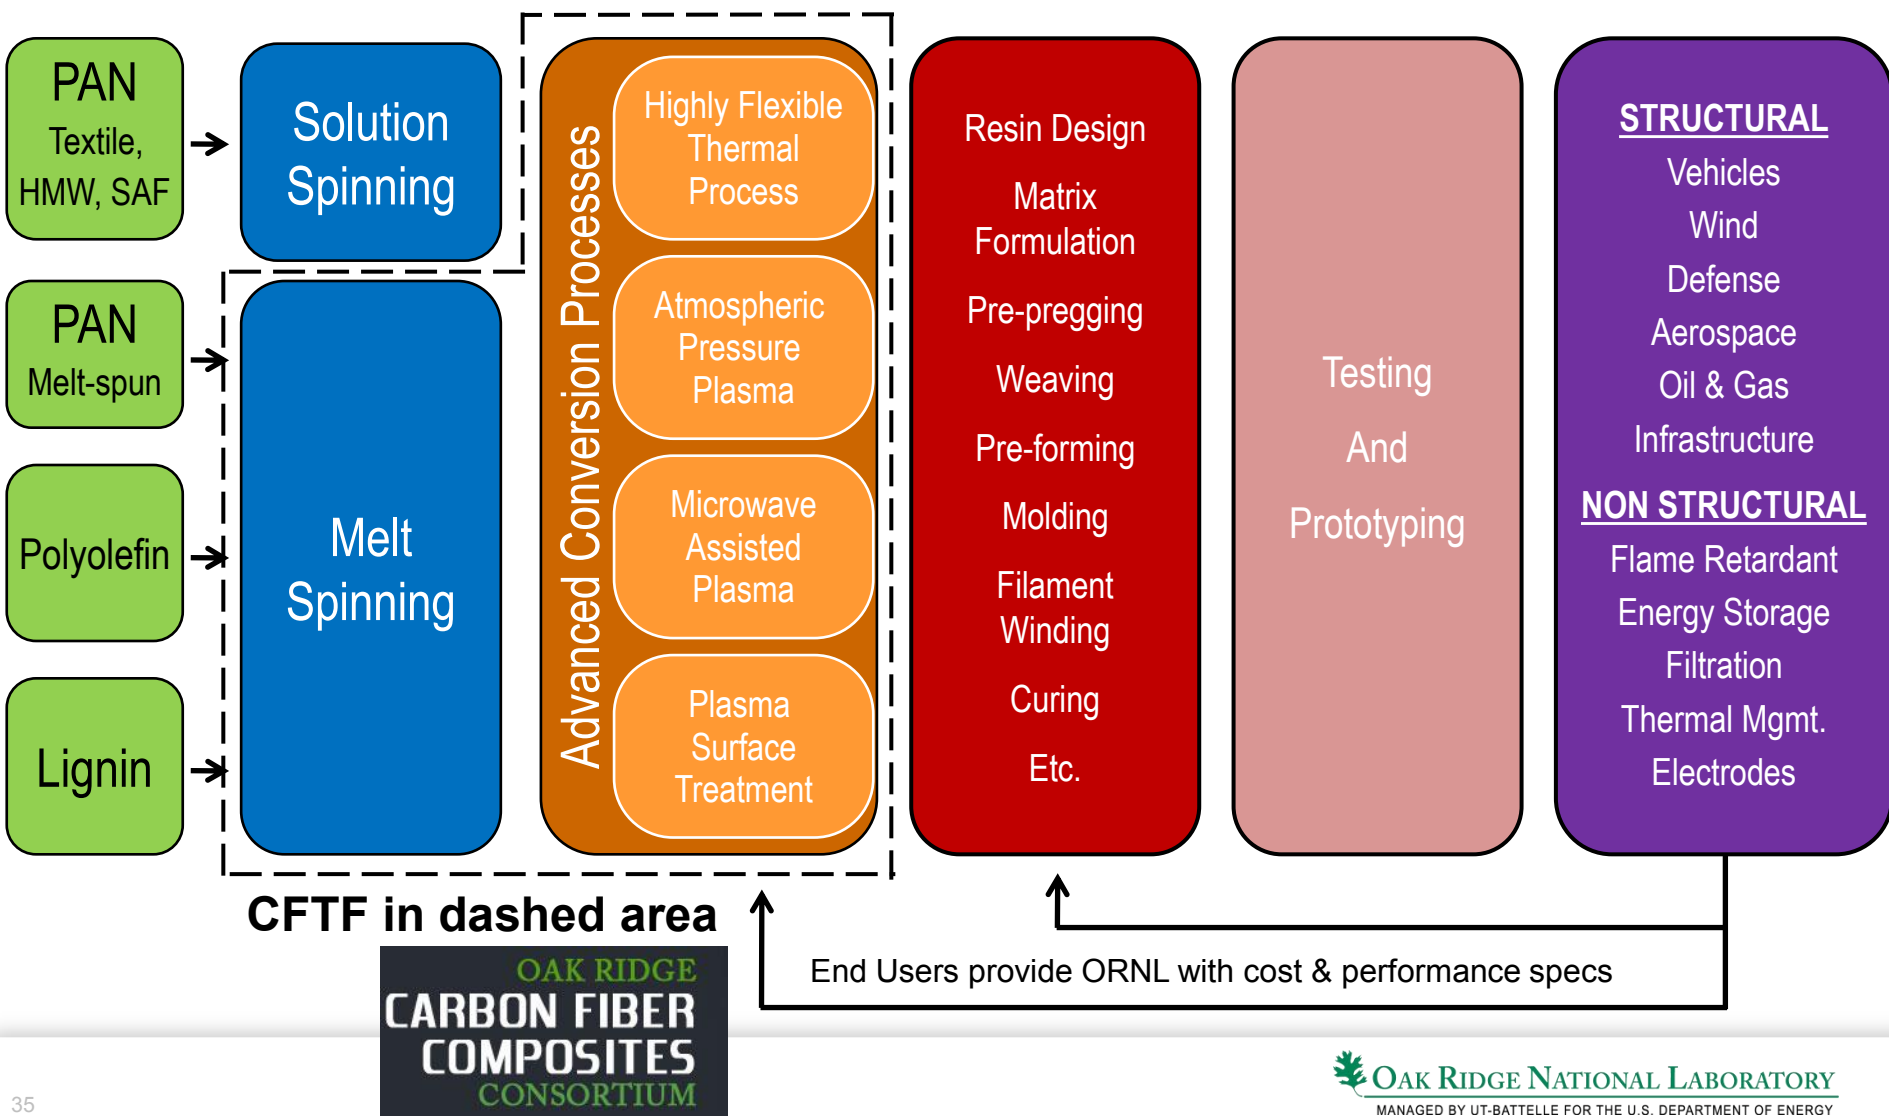 PAN
Textile,
HMW, SAF
PAN
Melt-spun
Polyolefin
Lignin
Solution
Spinning
Melt
Spinning
Advanced Conversion Processes
Highly Flexible
Thermal
Process
Atmospheric
Pressure
Plasma
Microwave
Assisted
Plasma
Plasma
Surface
Treatment
Resin Design
Matrix
Formulation
Pre-pregging
Weaving
Pre-forming
Molding
Filament
Winding
Curing
Etc.
Testing
And
Prototyping
STRUCTURAL
Vehicles
Wind
Defense
Aerospace
Oil & Gas
Infrastructure
NON STRUCTURAL
Flame Retardant
Energy Storage
Filtration
Thermal Mgmt.
Electrodes
CFTF in dashed area
End Users provide ORNL with cost & performance specs
OAK RIDGE
CARBON FIBER
COMPOSITES
CONSORTIUM
35
OAK RIDGE NATIONAL LABORATORY
MANAGED BY UT-BATTELLE FOR THE U.S. DEPARTMENT OF ENERGY